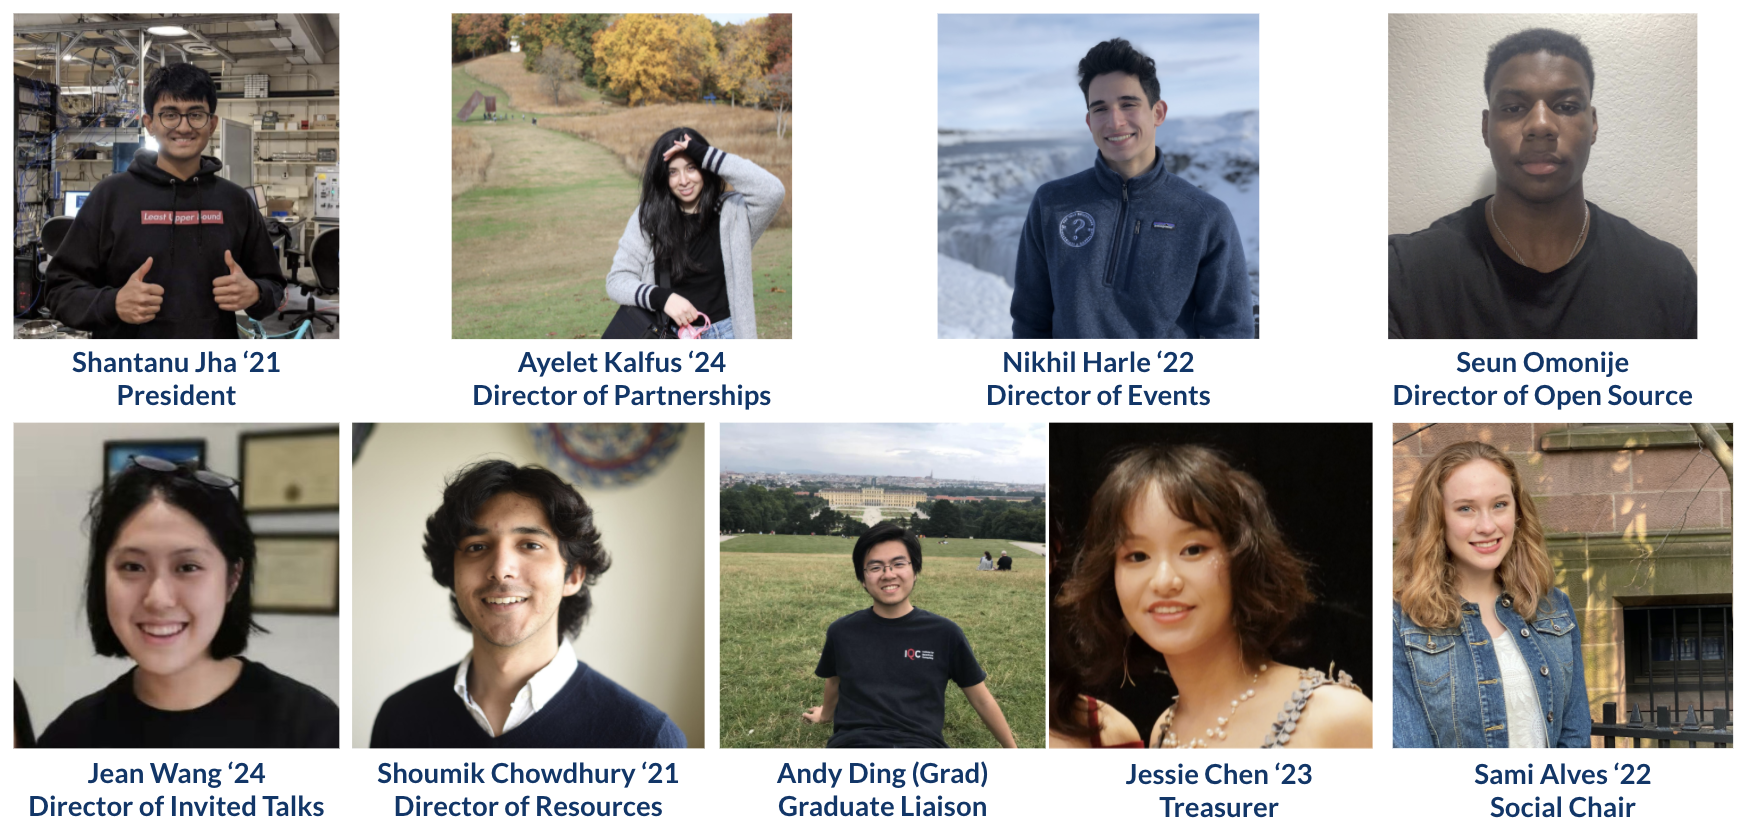 Least Upper Bound
Shantanu Jha ‘21
President
Ayelet Kalfus ‘24
Director of Partnerships
?
Nikhil Harle ‘22
Director of Events
Seun Omonije
Director of Open Source
Jean Wang ‘24
Director of Invited Talks
Shoumik Chowdhury ‘21
Director of Resources
IQC
Andy Ding (Grad)
Graduate Liaison
Jessie Chen ‘23
Treasurer
Sami Alves ‘22
Social Chair